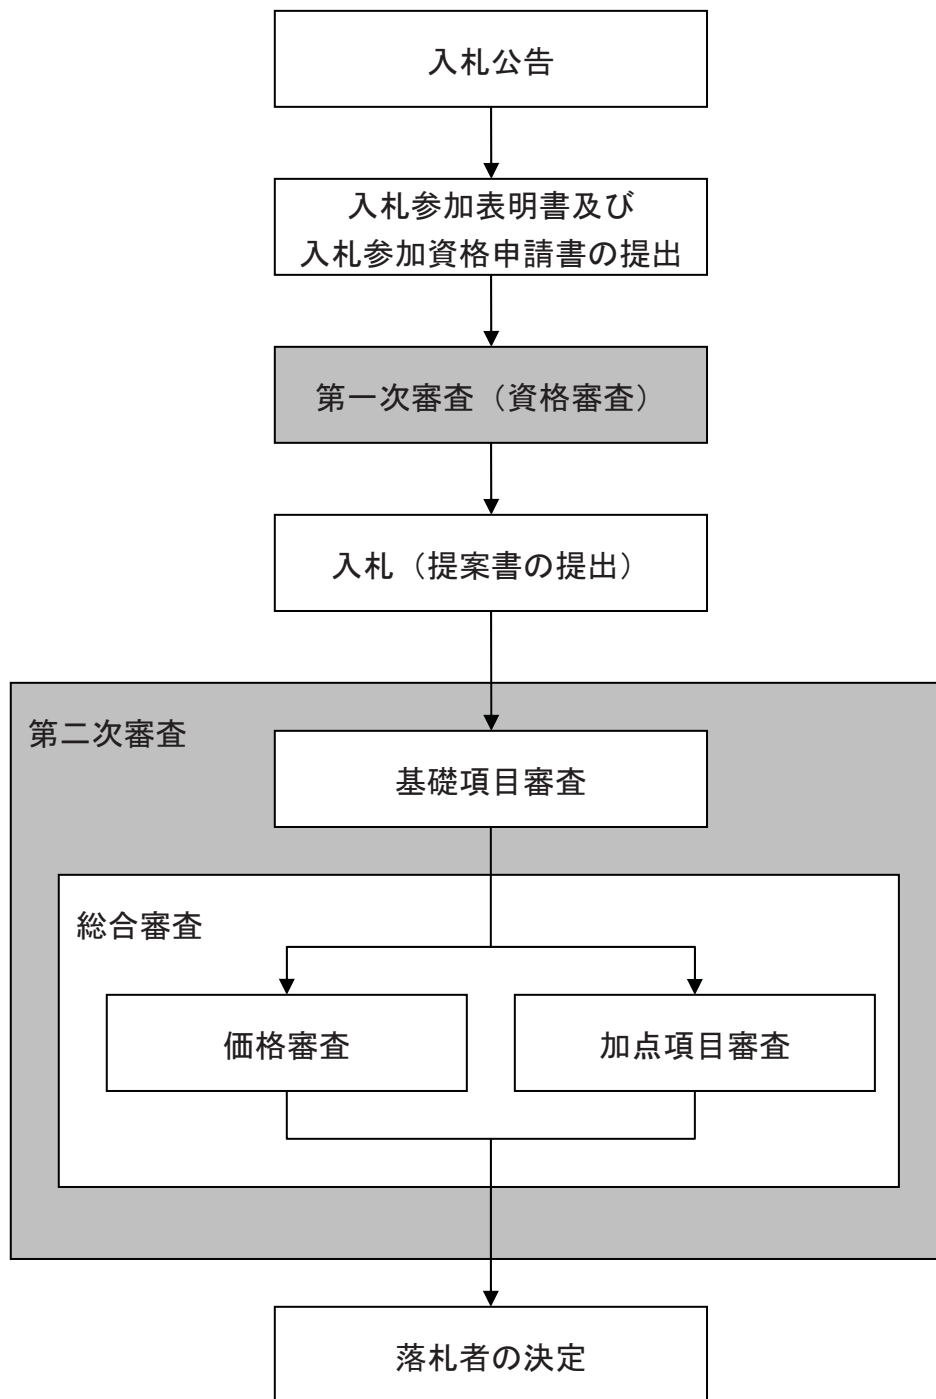 入札公告
入札参加表明書及び
入札参加資格申請書の提出
第一次審査（資格審査）
入札（提案書の提出）
第二次審査
基礎項目審査
総合審査
価格審査
加点項目審査
落札者の決定